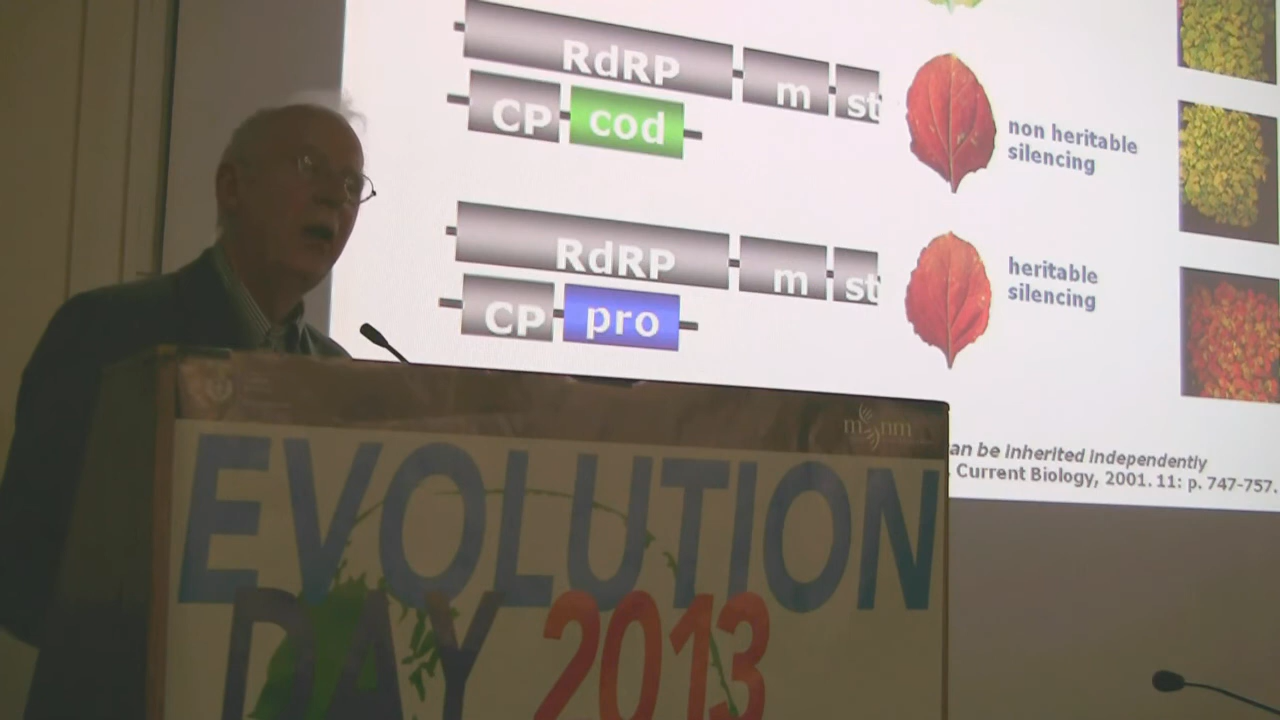 RdRP m st
CP cod
non heritable
silencing
RdRP m st
CP pro
heritable
silencing
an be inherited independently
Current Biology, 2001. 11: p. 747-757.
EVOLUTION
DAY 2013